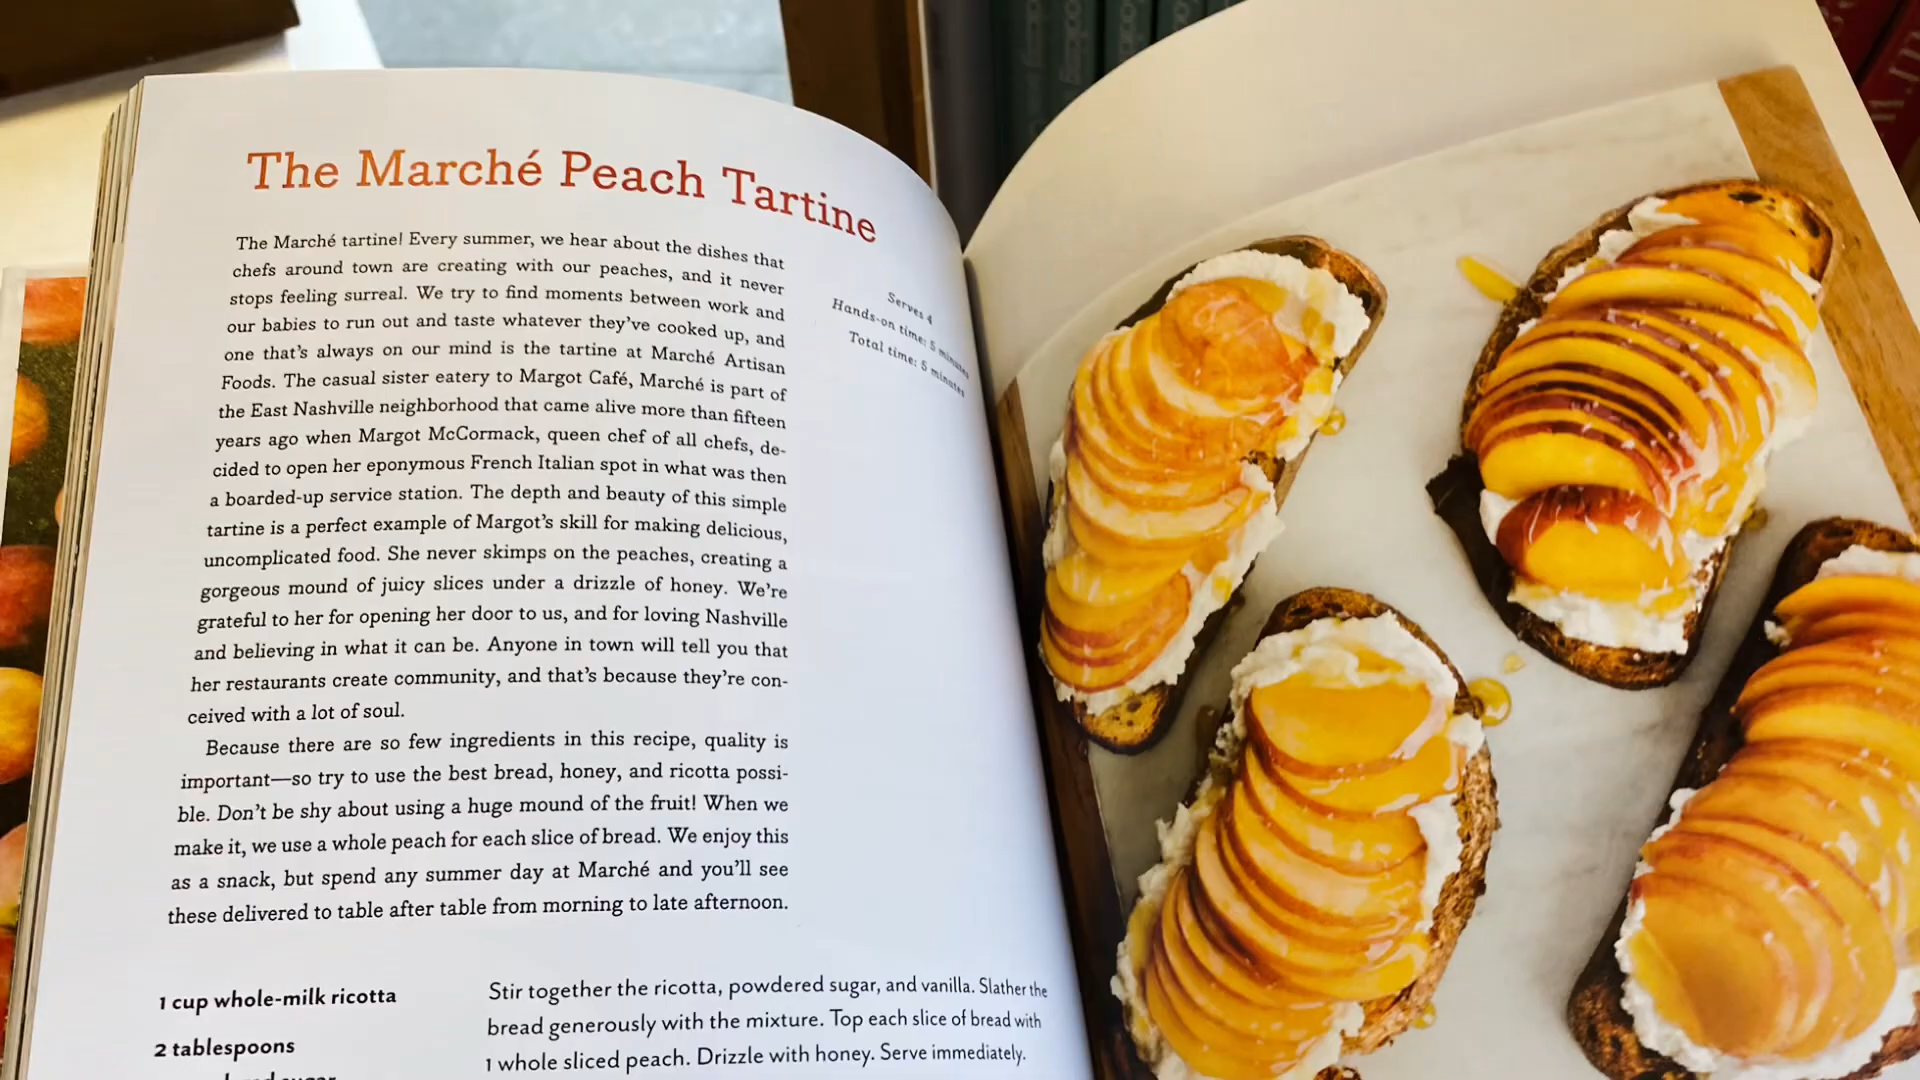 The Marché Peach Tartine
The Marché tartine! Every summer, we hear about the dishes that
chefs around town are creating with our peaches, and it never
stops feeling surreal. We try to find moments between work and
our babies to run out and taste whatever they've cooked up, and
one that's always on our mind is the tartine at Marché Artisan
Foods. The casual sister eatery to Margot Café, Marché is part of
the East Nashville neighborhood that came alive more than fifteen
years ago when Margot McCormack, queen chef of all chefs, de-
cided to open her eponymous French Italian spot in what was then
a boarded-up service station. The depth and beauty of this simple
tartine is a perfect example of Margot's skill for making delicious,
uncomplicated food. She never skimps on the peaches, creating a
gorgeous mound of juicy slices under a drizzle of honey. We're
grateful to her for opening her door to us, and for loving Nashville
and believing in what it can be. Anyone in town will tell you that
her restaurants create community, and that's because they're con-
ceived with a lot of soul.
Because there are so few ingredients in this recipe, quality is
important—so try to use the best bread, honey, and ricotta possi-
ble. Don't be shy about using a huge mound of the fruit! When we
make it, we use a whole peach for each slice of bread. We enjoy this
as a snack, but spend any summer day at Marché and you'll see
these delivered to table after table from morning to late afternoon.
Serves 4
Hands-on time: 5 minutes
Total time: 5 minutes
1 cup whole-milk ricotta
2 tablespoons
Stir together the ricotta, powdered sugar, and vanilla. Slather the
bread generously with the mixture. Top each slice of bread with
1 whole sliced peach. Drizzle with honey. Serve immediately.